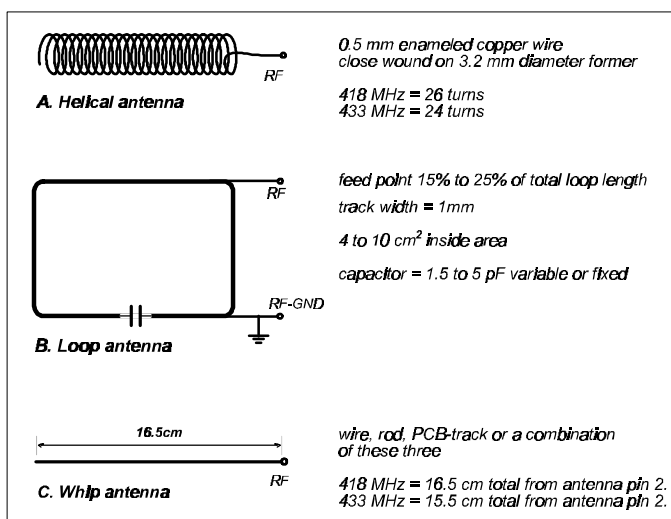 RF
A. Helical antenna
0.5 mm enameled copper wire
close wound on 3.2 mm diameter former
418 MHz = 26 turns
433 MHz = 24 turns
RF
RF-GND
B. Loop antenna
feed point 15% to 25% of total loop length
track width = 1mm
4 to 10 cm² inside area
capacitor = 1.5 to 5 pF variable or fixed
16.5cm
RF
C. Whip antenna
wire, rod, PCB-track or a combination
of these three
418 MHz = 16.5 cm total from antenna pin 2.
433 MHz = 15.5 cm total from antenna pin 2.